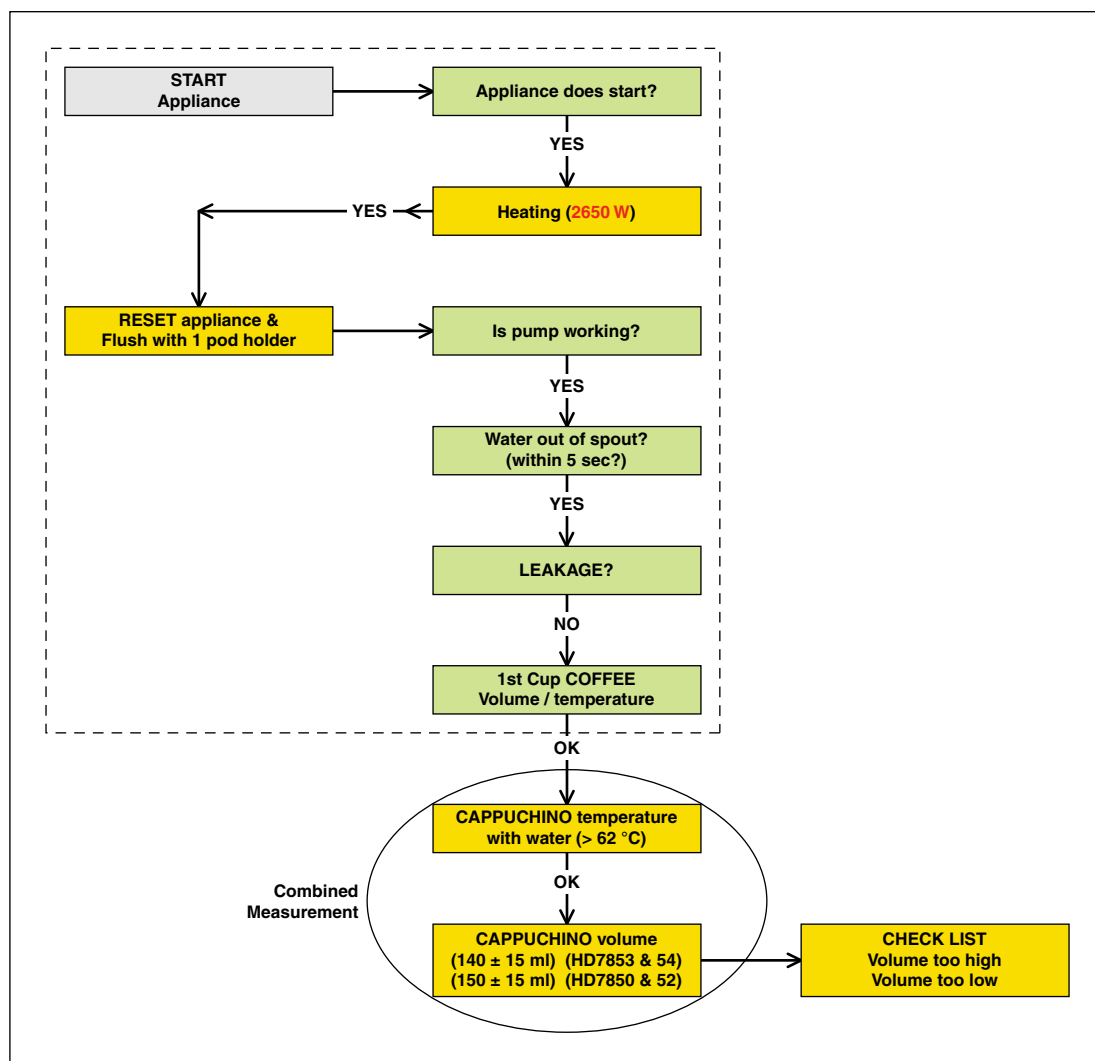 START
Appliance
Appliance does start?
YES
Heating (2650 W)
YES
RESET appliance &
Flush with 1 pod holder
Is pump working?
YES
Water out of spout?
(within 5 sec?)
YES
LEAKAGE?
NO
1st Cup COFFEE
Volume / temperature
OK
CAPPUCHINO temperature
with water (> 62 °C)
OK
Combined
Measurement
CAPPUCHINO volume
(140 ± 15 ml) (HD7853 & 54)
(150 ± 15 ml) (HD7850 & 52)
CHECK LIST
Volume too high
Volume too low